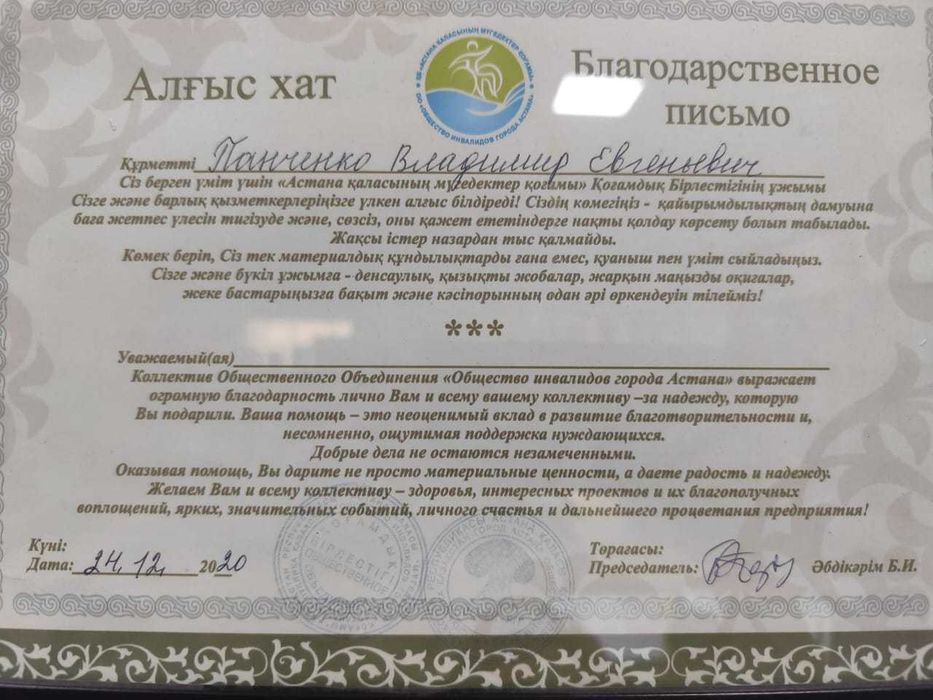 Алғыс хат
Благодарственное
письмо
ОО «ОБЩЕСТВО ИНВАЛИДОВ ГОРОДА АСТАНА»
Құрметті Панченко Владимир Евгеньевич
Сіз берген үміт үшін «Астана қаласының мүгедектер қоғамы» Қоғамдық Бірлестігінің ұжымы
Сізге және барлық қызметкерлеріңізге үлкен алғыс білдіреді! Сіздің көмегіңіз - қайырымдылықтың дамуына
баға жетпес үлесін тигізуде және, сөзсіз, оны қажет ететіндерге нақты қолдау көрсету болып табылады.
Жақсы істер назардан тыс қалмайды.
Көмек беріп, Сіз тек материалдық құндылықтарды ғана емес, қуаныш пен үміт сыйладыңыз.
Сізге және бүкіл ұжымға - денсаулық, қызықты жобалар, жарқын маңызды оқиғалар,
жеке бастарыңызға бақыт және кәсіпорынның одан әрі өркендеуін тілейміз!
***
Уважаемый(ая)
Коллектив Общественного Объединения «Общество инвалидов города Астана» выражает
огромную благодарность лично Вам и всему вашему коллективу –за надежду, которую
Вы подарили. Ваша помощь – это неоценимый вклад в развитие благотворительности и,
несомненно, ощутимая поддержка нуждающихся.
Добрые дела не остаются незамеченными.
Оказывая помощь, Вы дарите не просто материальные ценности, а даете радость и надежду.
Желаем Вам и всему коллективу – здоровья, интересных проектов и их благополучных
воплощений, ярких, значительных событий, личного счастья и дальнейшего процветания предприятия!
Күні:
Дата: 24.12. 2020
Төрағасы:
Председатель: Әбдікәрім Б.И.